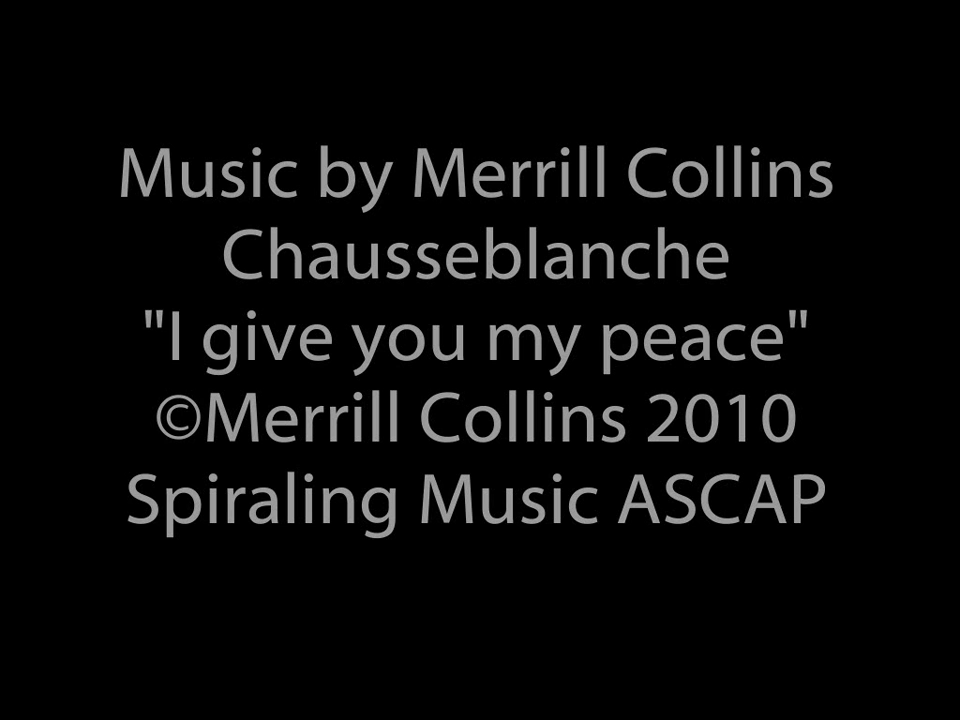 Music by Merrill Collins
Chausseblanche
"I give you my peace"
©Merrill Collins 2010
Spiraling Music ASCAP